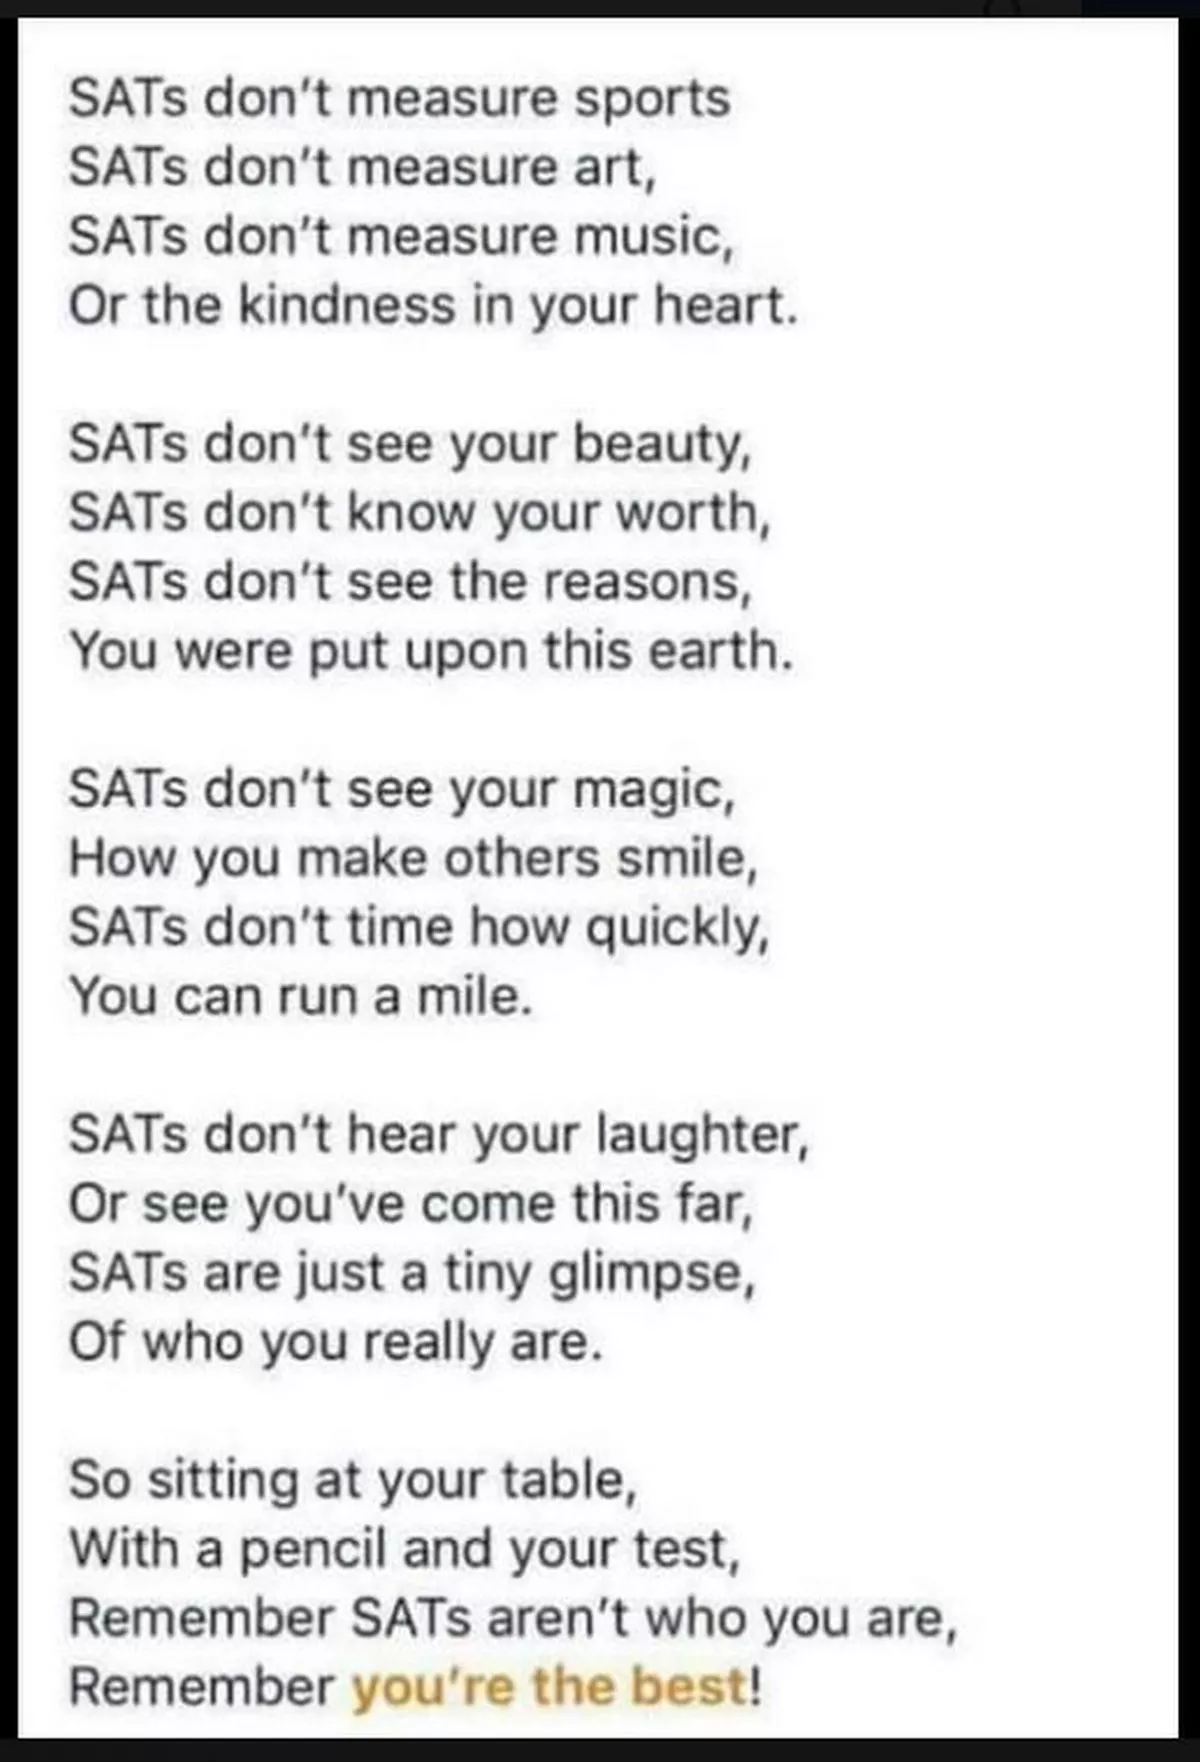 SATs don't measure sports
SATs don't measure art,
SATs don't measure music,
Or the kindness in your heart.
SATs don't see your beauty,
SATs don't know your worth,
SATs don't see the reasons,
You were put upon this earth.
SATs don't see your magic,
How you make others smile,
SATs don't time how quickly,
You can run a mile.
SATs don't hear your laughter,
Or see you've come this far,
SATs are just a tiny glimpse,
Of who you really are.
So sitting at your table,
With a pencil and your test,
Remember SATs aren't who you are,
Remember you're the best!